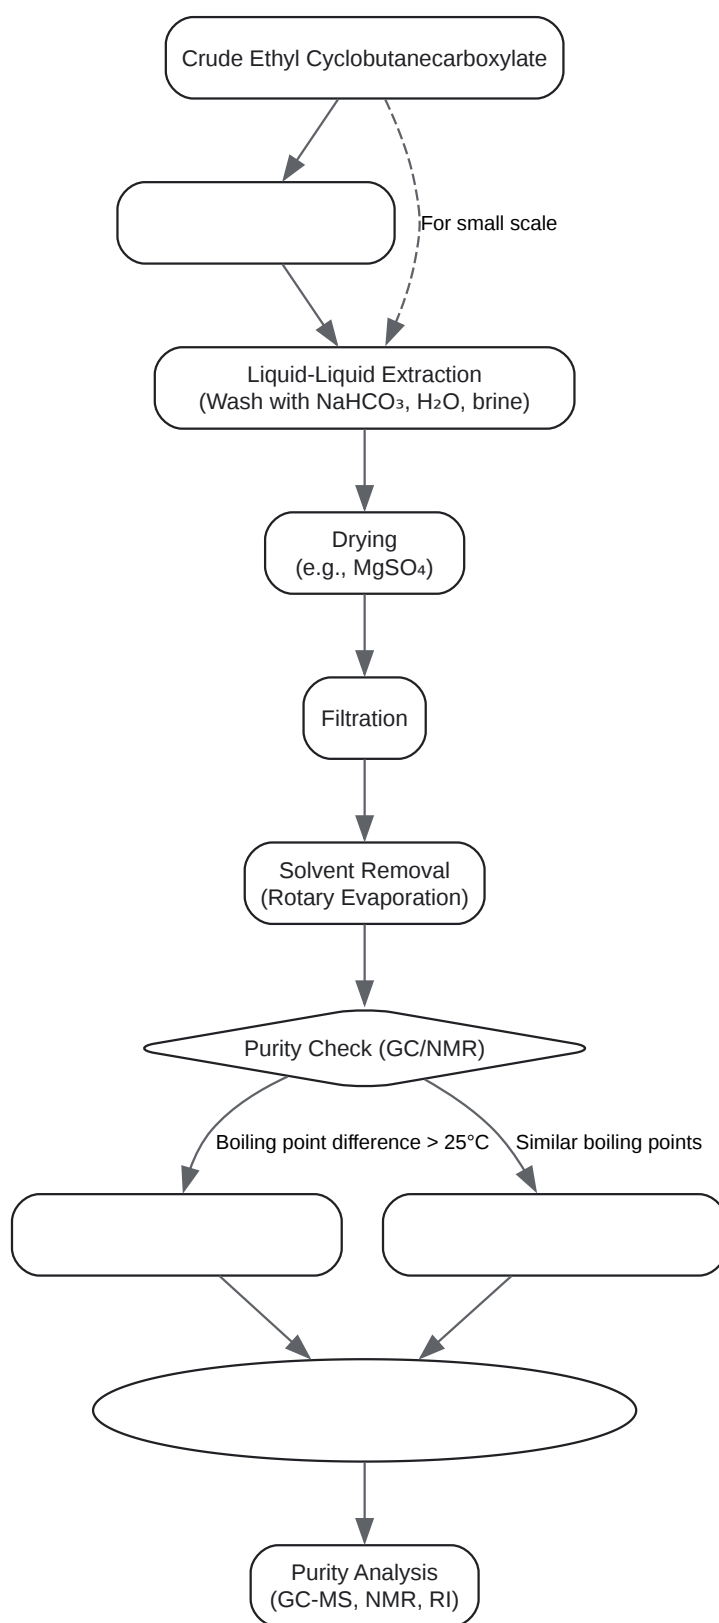 Crude Ethyl Cyclobutanecarboxylate
For small scale
Liquid-Liquid Extraction
(Wash with NaHCO₃, H₂O, brine)
Drying
(e.g., MgSO₄)
Filtration
Solvent Removal
(Rotary Evaporation)
Purity Check (GC/NMR)
Boiling point difference > 25°C
Similar boiling points
Purity Analysis
(GC-MS, NMR, RI)